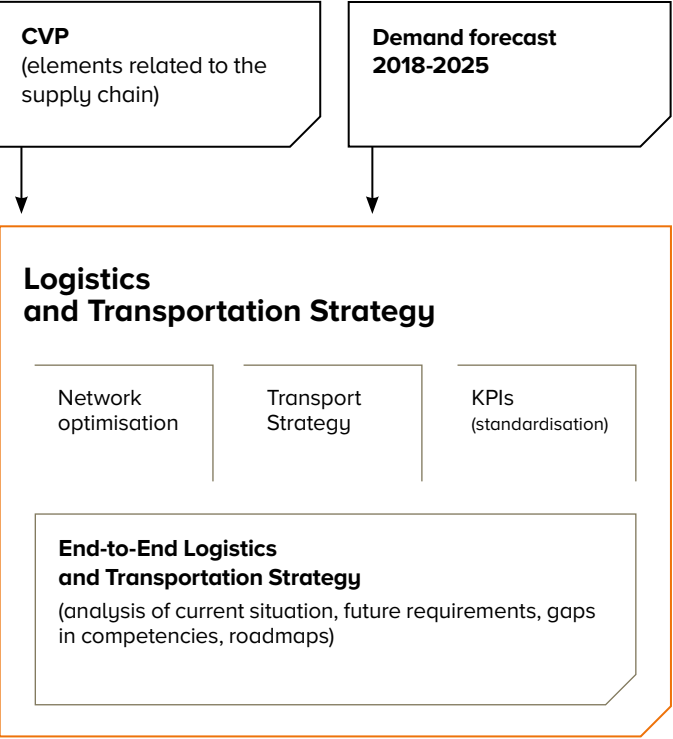 CVP
(elements related to the
supply chain)
Demand forecast
2018-2025
Logistics
and Transportation Strategy
Network
optimisation
Transport
Strategy
KPIs
(standardisation)
End-to-End Logistics
and Transportation Strategy
(analysis of current situation, future requirements, gaps
in competencies, roadmaps)